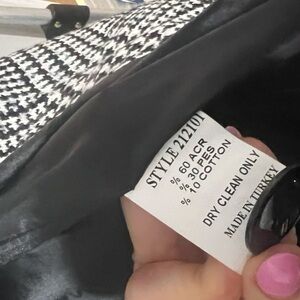 STYLE 212101
% 60 ACR
% 30 PES
% 10 COTTON
DRY CLEAN ONLY
MADE IN TURKEY